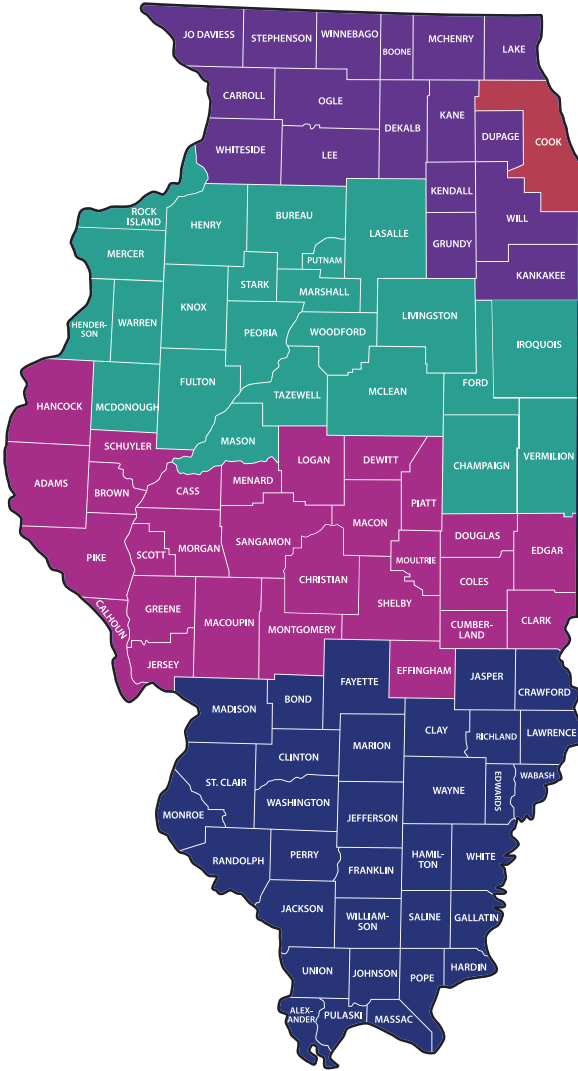 JO DAVIESS
STEPHENSON
WINNEBAGO
BOONE
MCHENRY
LAKE
CARROLL
OGLE
DEKALB
KANE
DUPAGE
COOK
WHITESIDE
LEE
KENDALL
WILL
ROCK
ISLAND
HENRY
BUREAU
LASALLE
GRUNDY
MERCER
PUTNAM
KANKAKEE
STARK
MARSHALL
KNOX
HENDER-
SON
WARREN
PEORIA
WOODFORD
LIVINGSTON
IROQUOIS
FULTON
TAZEWELL
MCLEAN
FORD
HANCOCK
MCDONOUGH
MASON
SCHUYLER
LOGAN
DEWITT
CHAMPAIGN
VERMILION
ADAMS
BROWN
CASS
MENARD
PIATT
MACON
PIKE
SCOTT
MORGAN
SANGAMON
DOUGLAS
EDGAR
MOULTRIE
CHRISTIAN
COLES
CALHOUN
GREENE
MACOUPIN
MONTGOMERY
SHELBY
CUMBER-
LAND
CLARK
JERSEY
EFFINGHAM
FAYETTE
JASPER
CRAWFORD
MADISON
BOND
CLAY
RICHLAND
LAWRENCE
MARION
CLINTON
ST. CLAIR
WABASH
EDWARDS
WAYNE
WASHINGTON
MONROE
JEFFERSON
RANDOLPH
PERRY
HAMIL-
TON
WHITE
FRANKLIN
JACKSON
WILLIAM-
SON
SALINE
GALLATIN
UNION
JOHNSON
POPE
HARDIN
ALEX-
ANDER
PULASKI
MASSAC